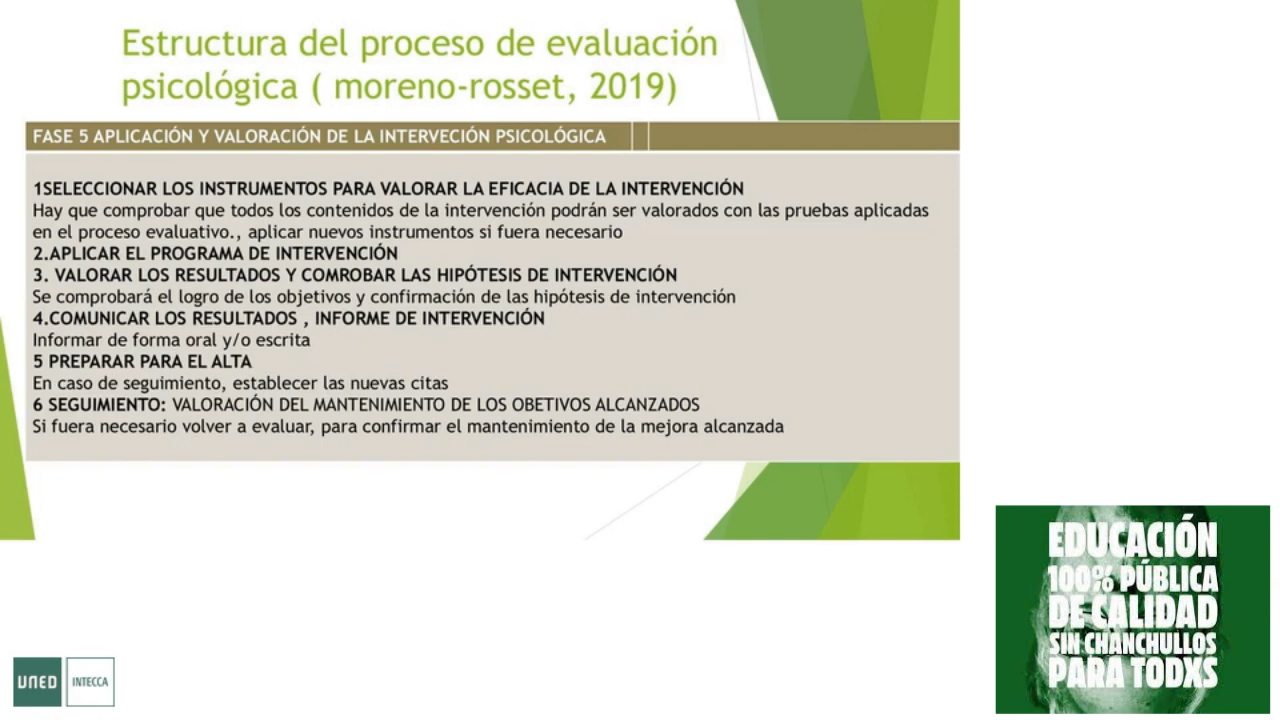 Estructura del proceso de evaluación
psicológica ( moreno-rosset, 2019)
FASE 5 APLICACIÓN Y VALORACIÓN DE LA INTERVECIÓN PSICOLÓGICA
1SELECCIONAR LOS INSTRUMENTOS PARA VALORAR LA EFICACIA DE LA INTERVENCIÓN
Hay que comprobar que todos los contenidos de la intervención podrán ser valorados con las pruebas aplicadas
en el proceso evaluativo., aplicar nuevos instrumentos si fuera necesario
2.APLICAR EL PROGRAMA DE INTERVENCIÓN
3. VALORAR LOS RESULTADOS Y COMROBAR LAS HIPÓTESIS DE INTERVENCIÓN
Se comprobará el logro de los objetivos y confirmación de las hipótesis de intervención
4.COMUNICAR LOS RESULTADOS , INFORME DE INTERVENCIÓN
Informar de forma oral y/o escrita
5 PREPARAR PARA EL ALTA
En caso de seguimiento, establecer las nuevas citas
6 SEGUIMIENTO: VALORACIÓN DEL MANTENIMIENTO DE LOS OBETIVOS ALCANZADOS
Si fuera necesario volver a evaluar, para confirmar el mantenimiento de la mejora alcanzada
EDUCACIÓN
100% PÚBLICA
DE CALIDAD
SIN CHANCHULLOS
PARA TODXS
UNED INTECCA